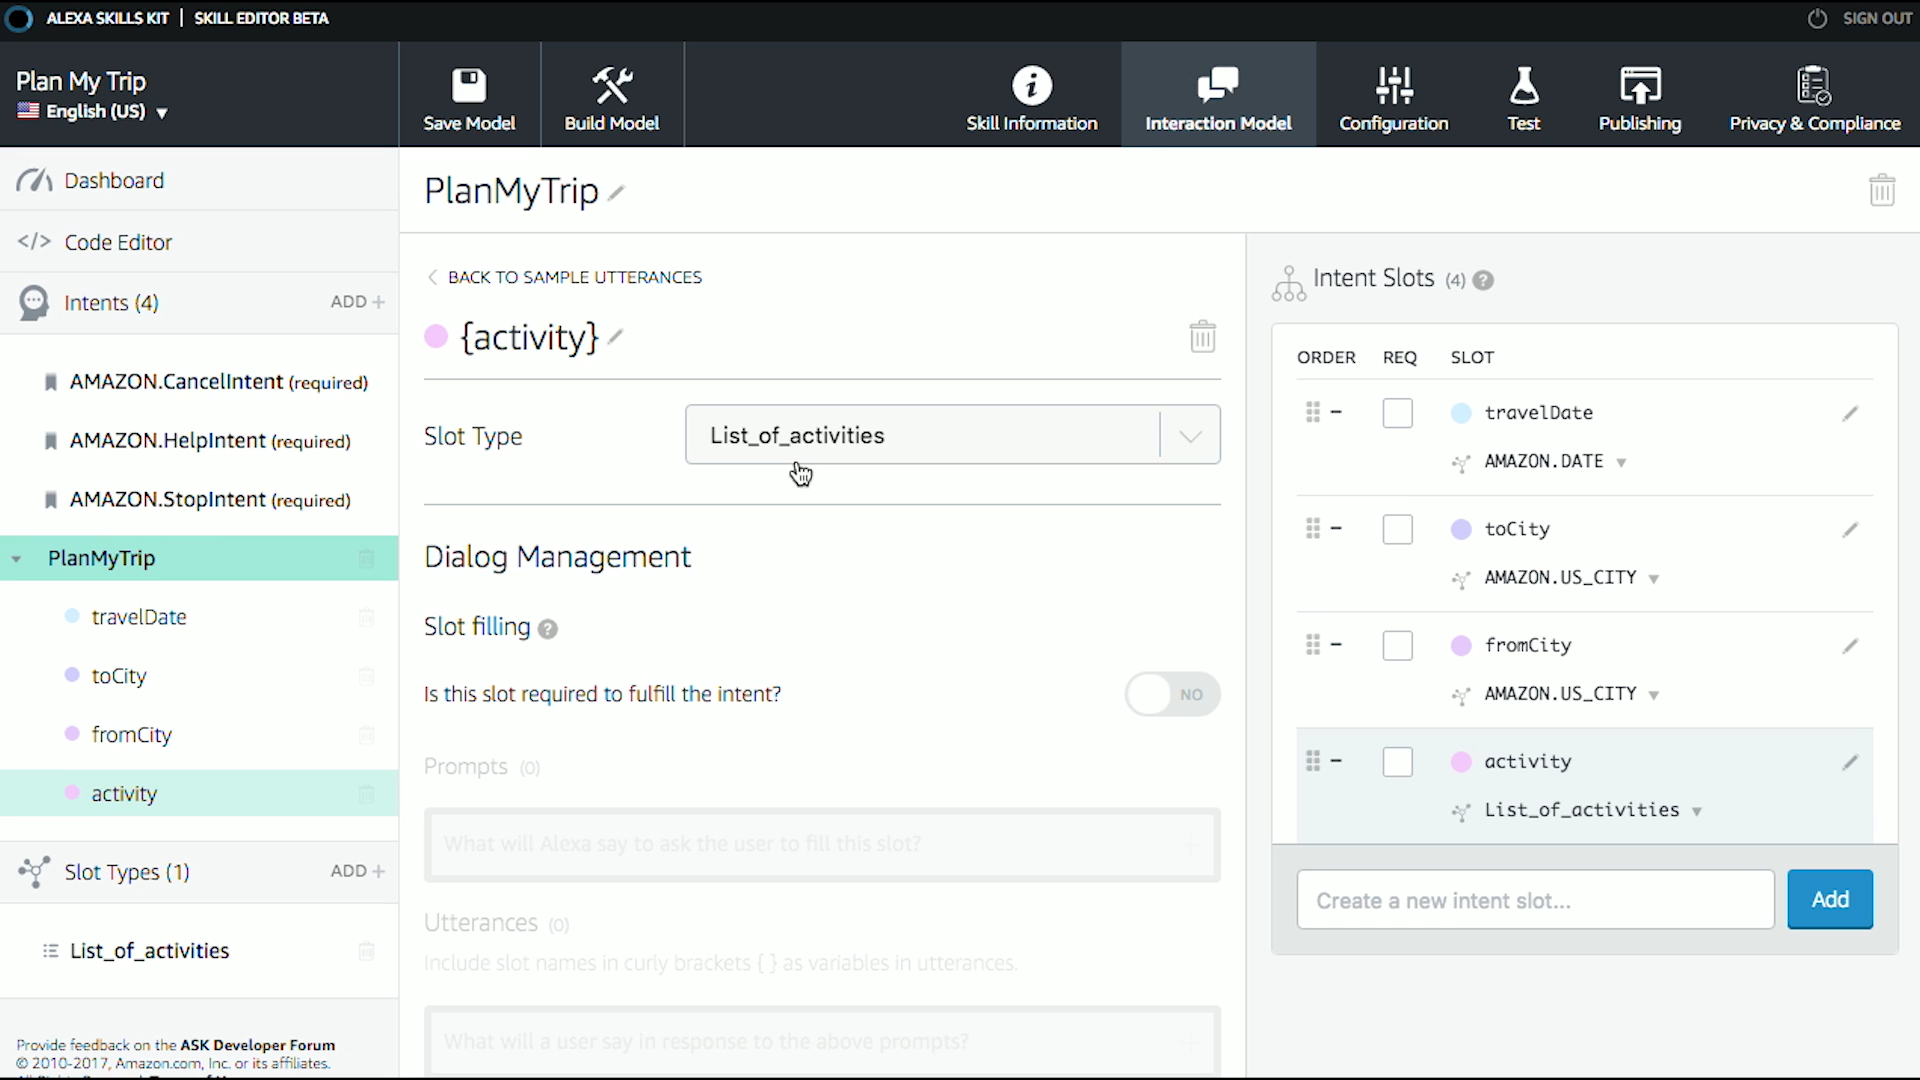 ALEXA SKILLS KIT | SKILL EDITOR BETA
SIGN OUT
Plan My Trip
English (US)
Save Model
Build Model
Skill Information
Interaction Model
Configuration
Test
Publishing
Privacy & Compliance
Dashboard
</> Code Editor
Intents (4)
ADD +
AMAZON.CancelIntent (required)
AMAZON.HelpIntent (required)
AMAZON.StopIntent (required)
PlanMyTrip
travelDate
toCity
fromCity
activity
Slot Types (1)
ADD +
List_of_activities
Provide feedback on the ASK Developer Forum
© 2010-2017, Amazon.com, Inc. or its affiliates.
PlanMyTrip
BACK TO SAMPLE UTTERANCES
{activity}
Slot Type
List_of_activities
Dialog Management
Slot filling ?
Is this slot required to fulfill the intent?
NO
Prompts (0)
What will Alexa say to ask the user to fill this slot?
Utterances (0)
Include slot names in curly brackets { } as variables in utterances.
What will a user say in response to the above prompts?
Intent Slots (4) ?
ORDER REQ SLOT
travelDate
AMAZON.DATE
toCity
AMAZON.US_CITY
fromCity
AMAZON.US_CITY
activity
List_of_activities
Create a new intent slot...
Add